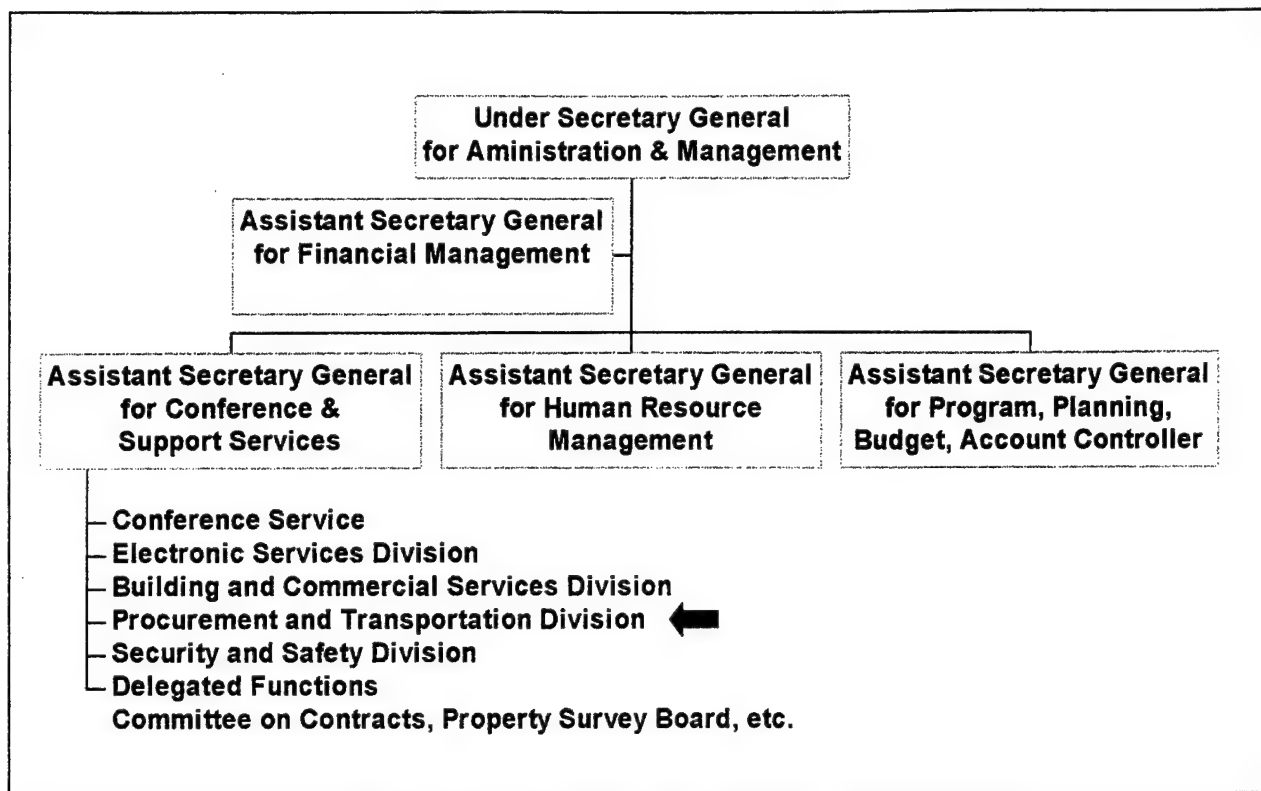 Under Secretary General
for Aministration & Management
Assistant Secretary General
for Financial Management
Assistant Secretary General
for Conference &
Support Services
Assistant Secretary General
for Human Resource
Management
Assistant Secretary General
for Program, Planning,
Budget, Account Controller
Conference Service
Electronic Services Division
Building and Commercial Services Division
Procurement and Transportation Division
Security and Safety Division
Delegated Functions
Committee on Contracts, Property Survey Board, etc.